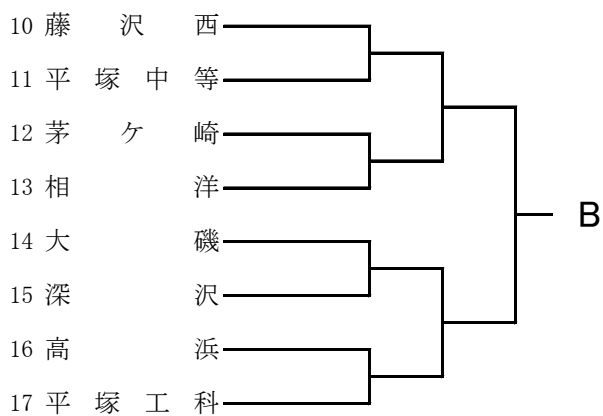 10 藤沢西
11 平塚中等
12 茅ケ崎
13 相洋
B
14 大磯
15 深沢
16 高浜
17 平塚工科